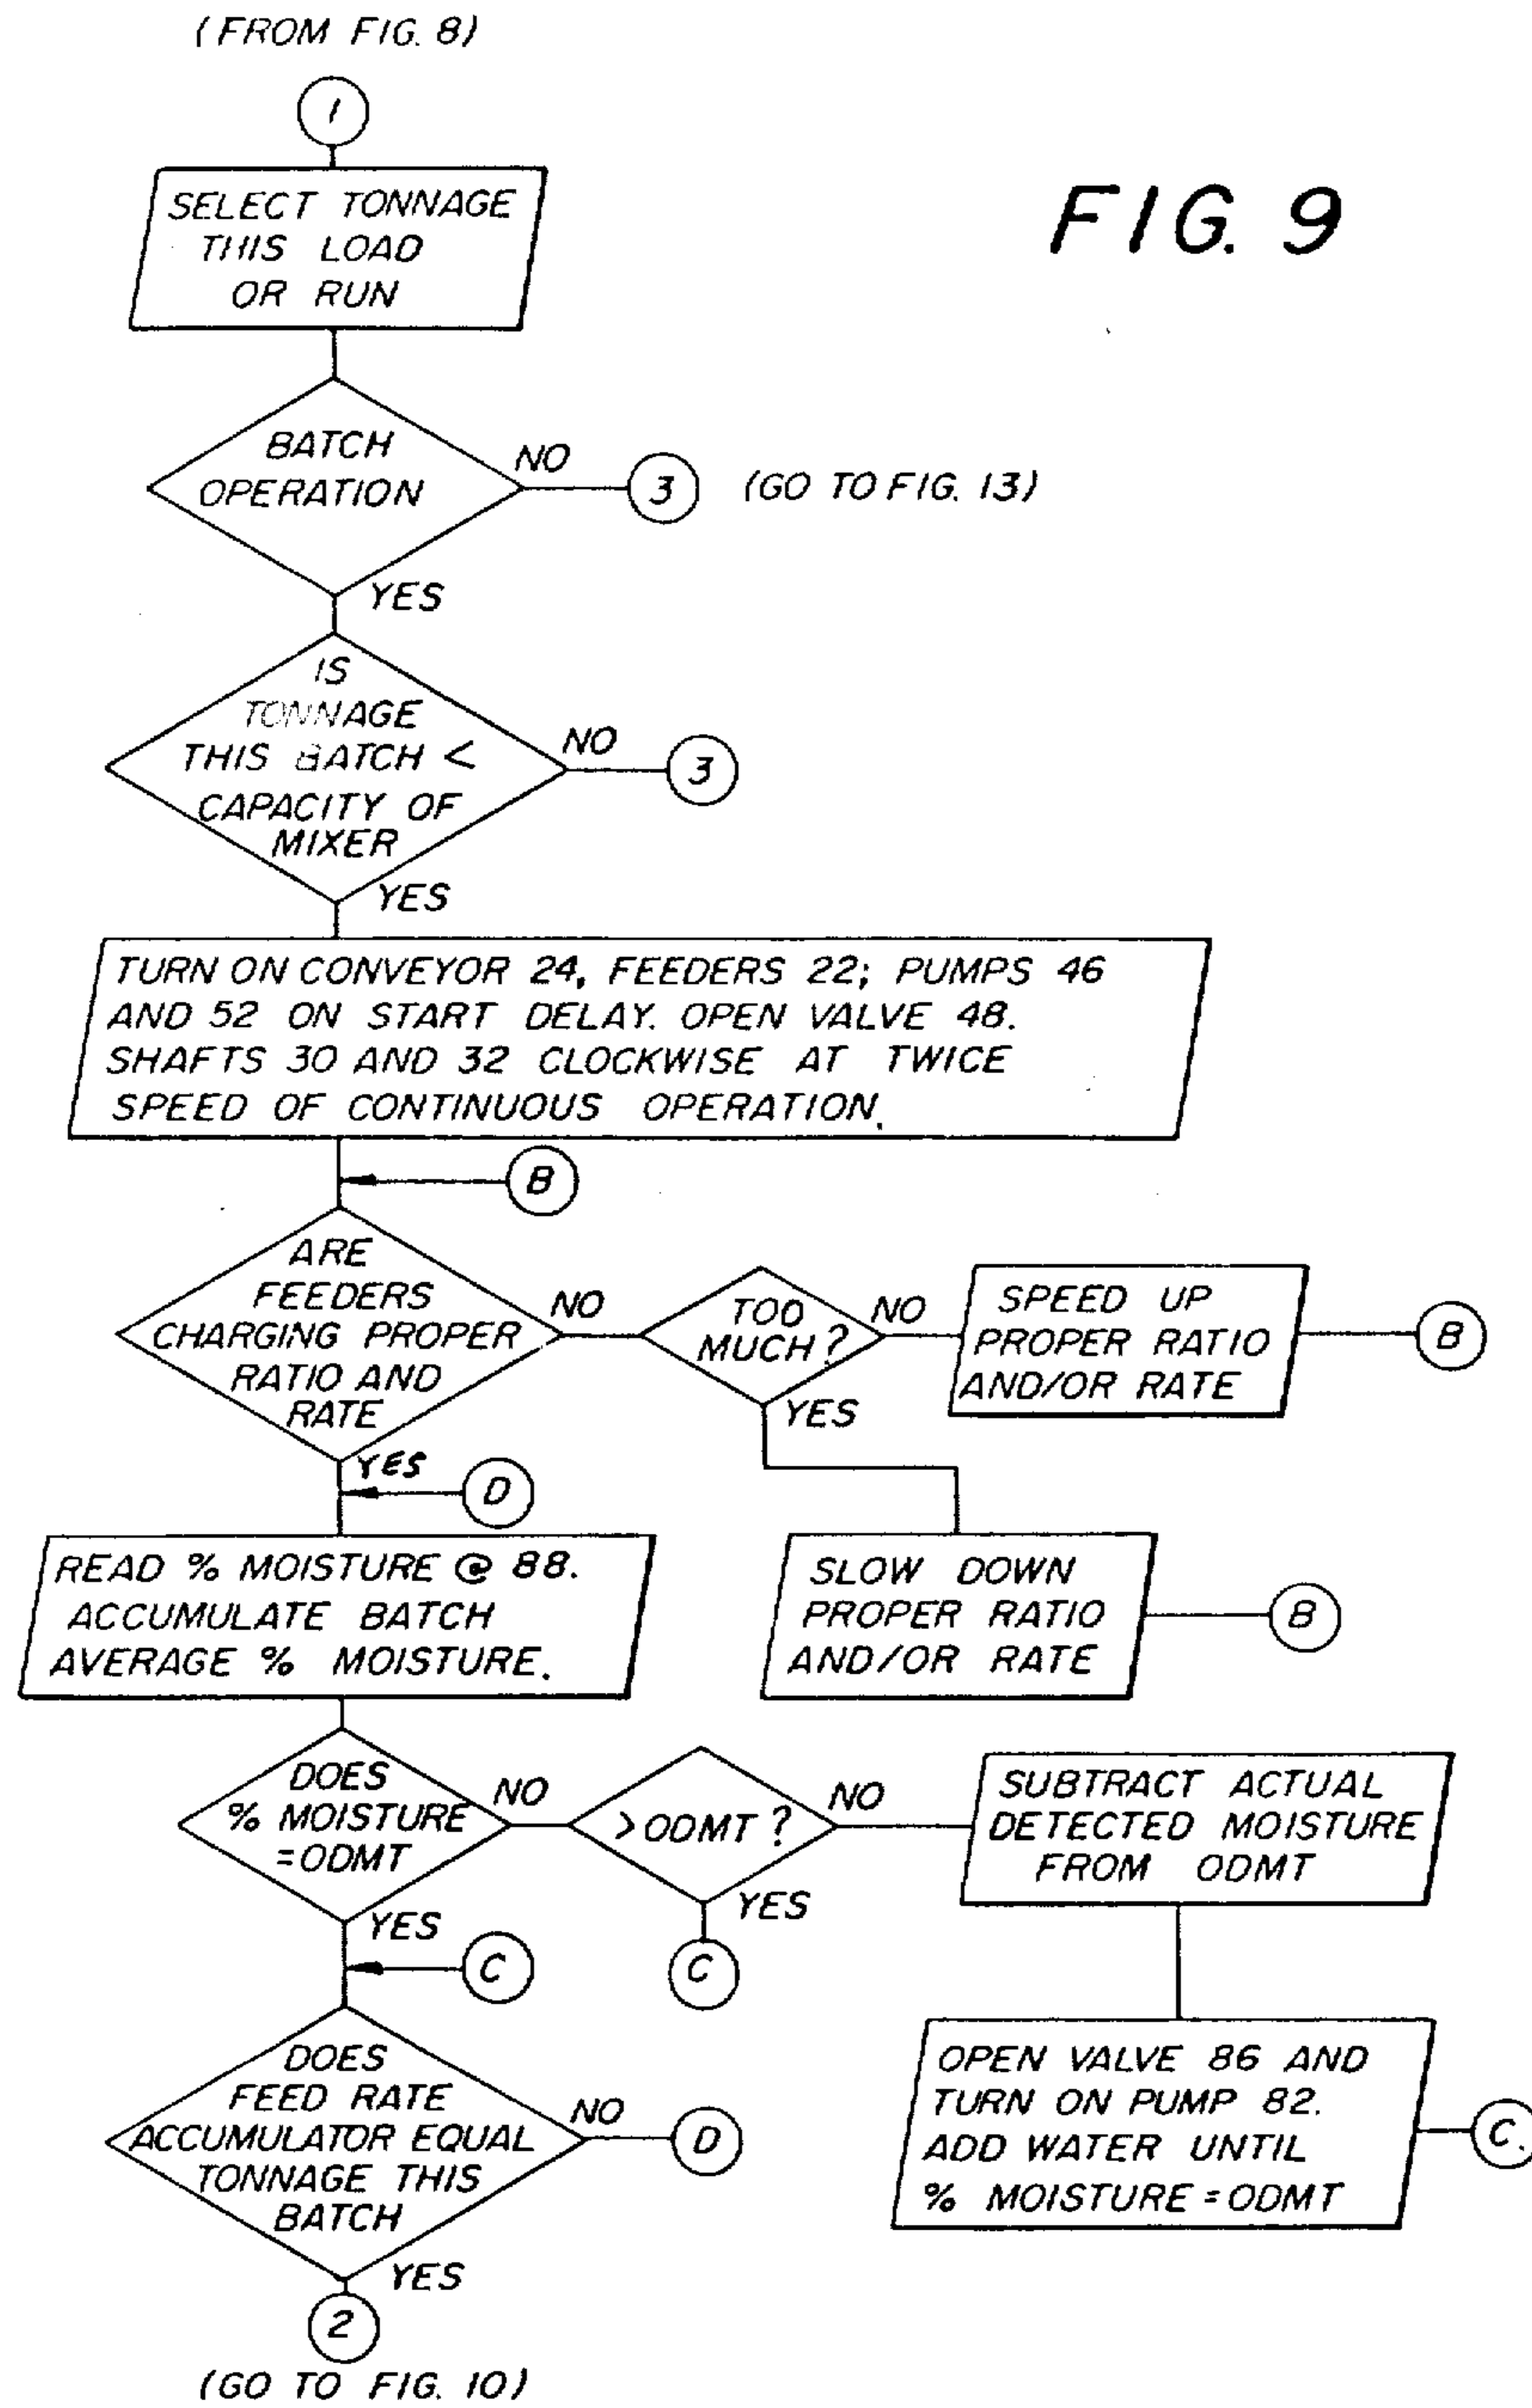 (FROM FIG. 8)
1
SELECT TONNAGE
THIS LOAD
OR RUN
FIG. 9
BATCH
OPERATION
NO
3
(GO TO FIG. 13)
YES
IS
TONNAGE
THIS BATCH <
CAPACITY OF
MIXER
NO
3
YES
TURN ON CONVEYOR 24, FEEDERS 22; PUMPS 46
AND 52 ON START DELAY. OPEN VALVE 48.
SHAFTS 30 AND 32 CLOCKWISE AT TWICE
SPEED OF CONTINUOUS OPERATION.
B
ARE
FEEDERS
CHARGING PROPER
RATIO AND
RATE
NO
TOO
MUCH?
NO
SPEED UP
PROPER RATIO
AND/OR RATE
B
YES
YES
D
SLOW DOWN
PROPER RATIO
AND/OR RATE
B
READ % MOISTURE @ 88.
ACCUMULATE BATCH
AVERAGE % MOISTURE.
DOES
% MOISTURE
=ODMT
NO
>ODMT?
NO
SUBTRACT ACTUAL
DETECTED MOISTURE
FROM ODMT
YES
C
YES
C
OPEN VALVE 86 AND
TURN ON PUMP 82.
ADD WATER UNTIL
% MOISTURE=ODMT
C.
DOES
FEED RATE
ACCUMULATOR EQUAL
TONNAGE THIS
BATCH
NO
D
YES
2
(GO TO FIG. 10)